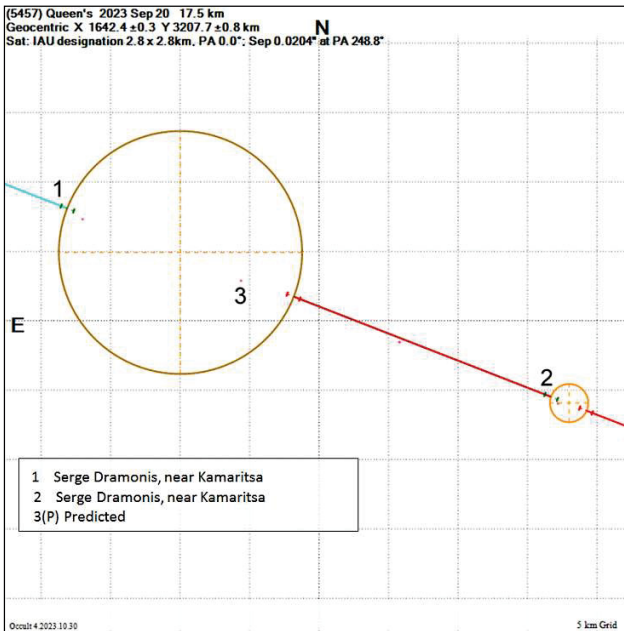 (5457) Queen's 2023 Sep 20 17.5 km
Geocentric X 1642.4 ±0.3 Y 3207.7 ±0.8 km
Sat: IAU designation 2.8 x 2.8km, PA 0.0°; Sep 0.0204" at PA 248.8°
N
1
3
E
2
1 Serge Dramonis, near Kamaritsa
2 Serge Dramonis, near Kamaritsa
3(P) Predicted
Occult 4.2023.10.30
5 km Grid